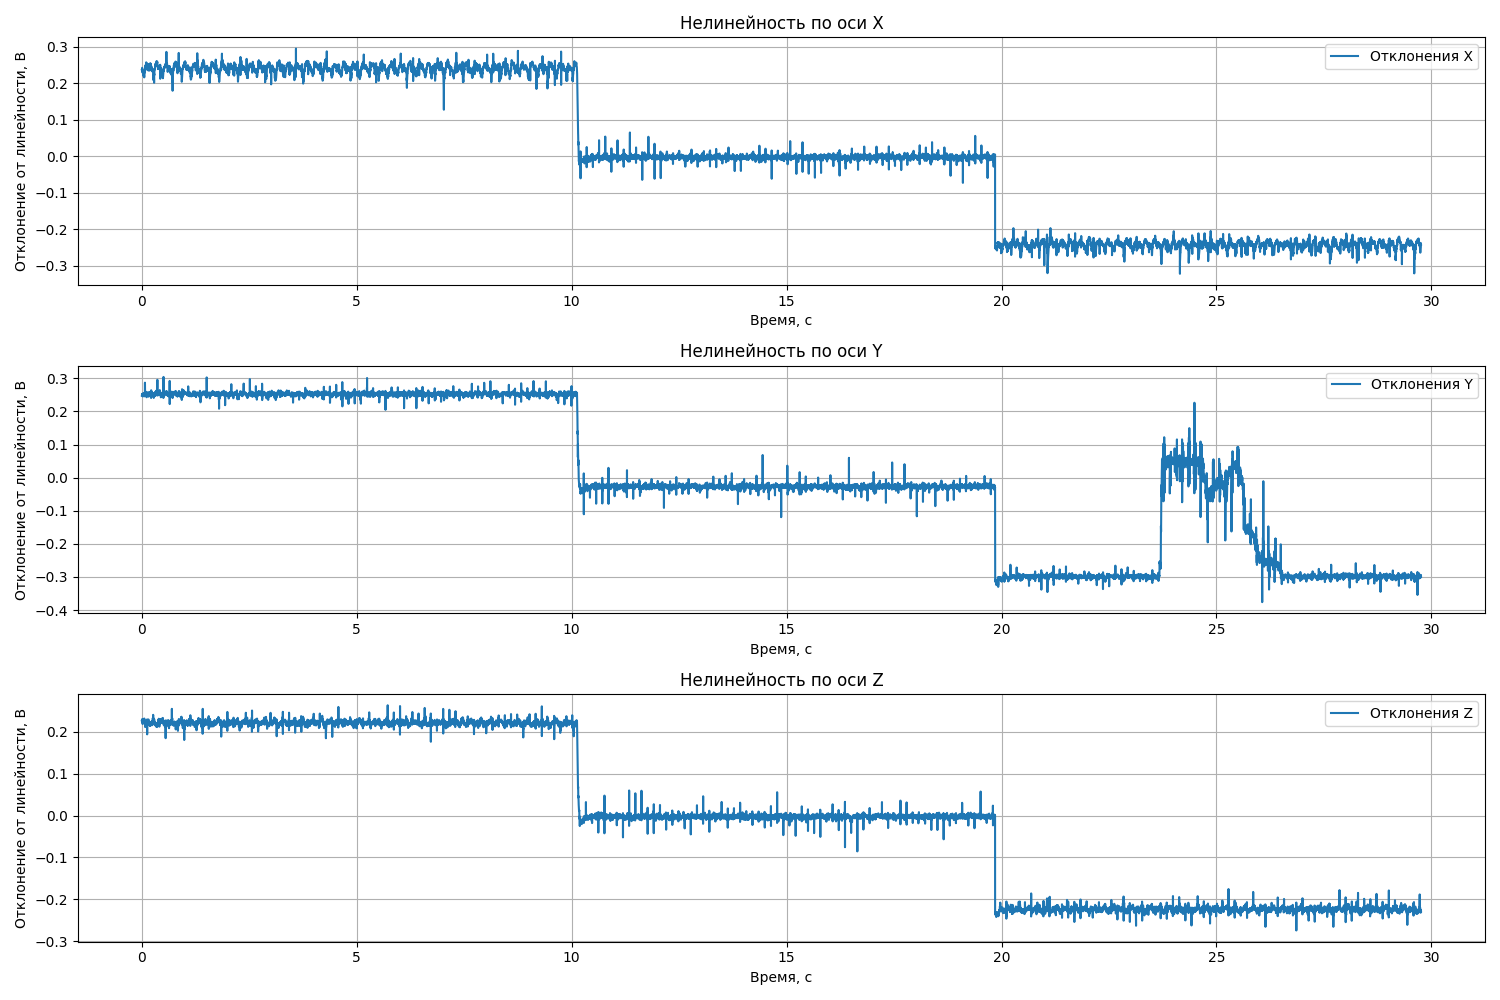 Нелинейность по оси X
Отклонение от линейности, В
0.3
0.2
0.1
0.0
−0.1
−0.2
−0.3
Отклонения X
0 5 10 15 20 25 30
Время, с
Нелинейность по оси Y
Отклонение от линейности, В
0.3
0.2
0.1
0.0
−0.1
−0.2
−0.3
−0.4
Отклонения Y
0 5 10 15 20 25 30
Время, с
Нелинейность по оси Z
Отклонение от линейности, В
0.2
0.1
0.0
−0.1
−0.2
−0.3
Отклонения Z
0 5 10 15 20 25 30
Время, с